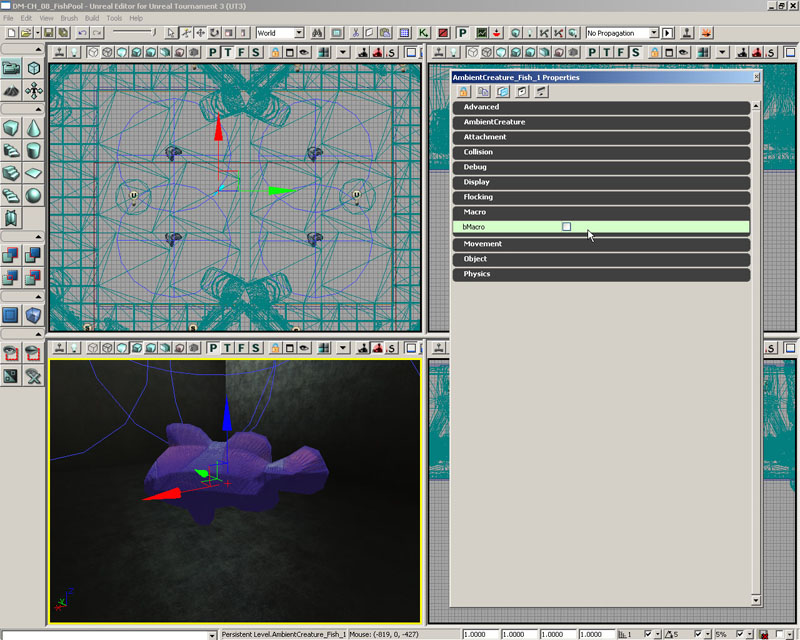 DM-CH_08_FishPool - Unreal Editor for Unreal Tournament 3 (UT3)
File Edit View Brush Build Tools Help
World
No Propagation
P T F S
P T F S
AmbientCreature_Fish_1 Properties
Advanced
AmbientCreature
Attachment
Collision
Debug
Display
Flocking
Macro
bMacro
Movement
Object
Physics
P T F S
Persistent Level.AmbientCreature_Fish_1 Mouse: (-819, 0, -427) 1.0000 1.0000 1.0000 1.0000 1 5%